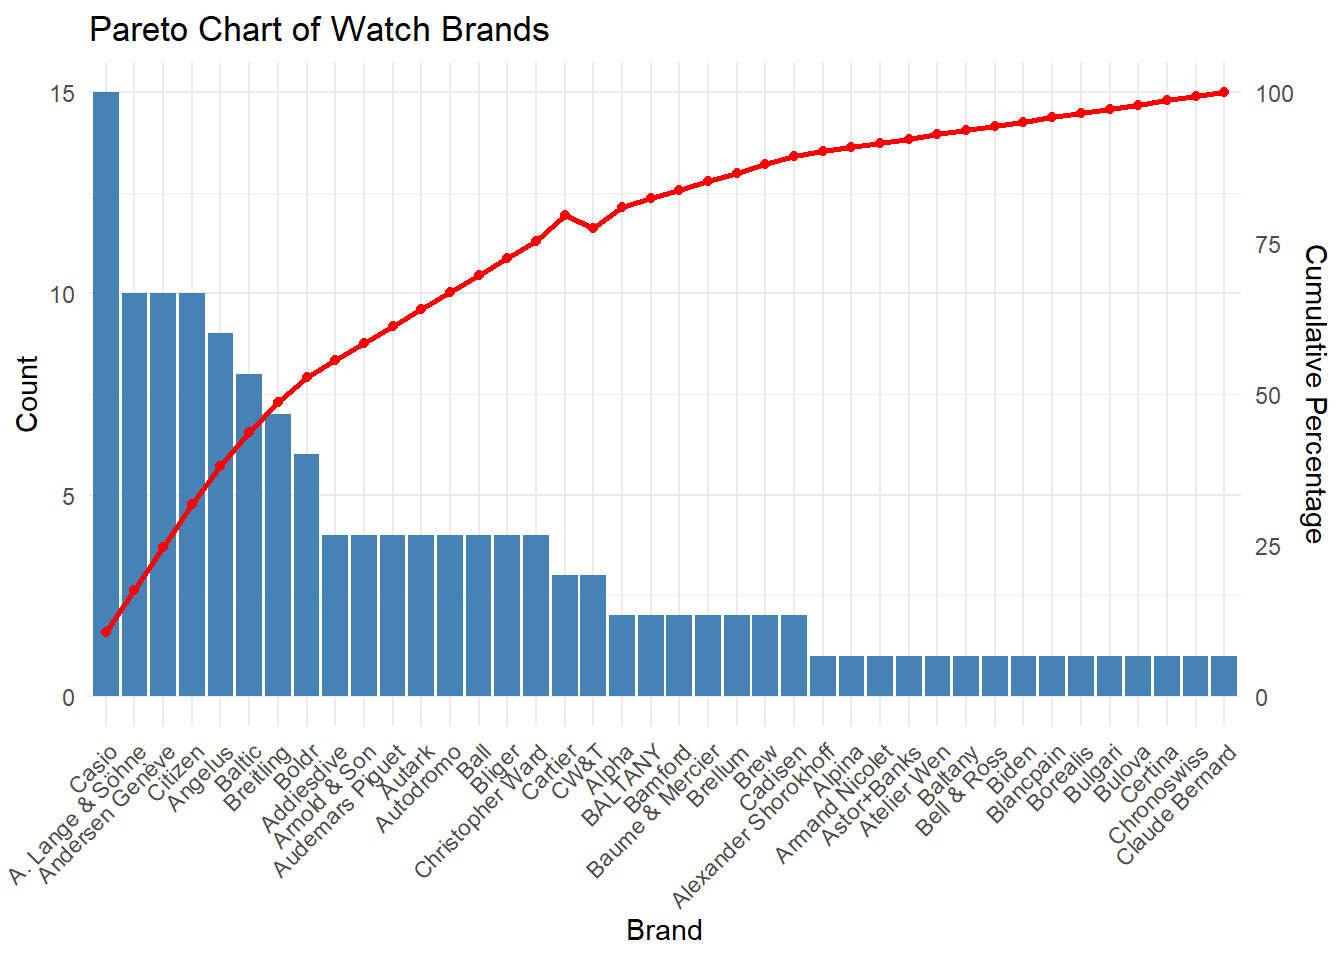 Pareto Chart of Watch Brands
15
10
5
0
Count
100
75
50
25
0
Cumulative Percentage
Casio
A. Lange & Söhne
Andersen Genève
Citizen
Angelus
Baltic
Breitling
Boldr
Addiesdive
Arnold & Son
Audemars Piguet
Autark
Autodromo
Ball
Bliger
Christopher Ward
Cartier
CW&T
Alpha
BALTANY
Bamford
Baume & Mercier
Brellum
Brew
Cadisen
Alexander Shorokhoff
Alpina
Armand Nicolet
Astor+Banks
Atelier Wen
Baltany
Bell & Ross
Biden
Blancpain
Borealis
Bulgari
Bulova
Certina
Chronoswiss
Claude Bernard
Brand